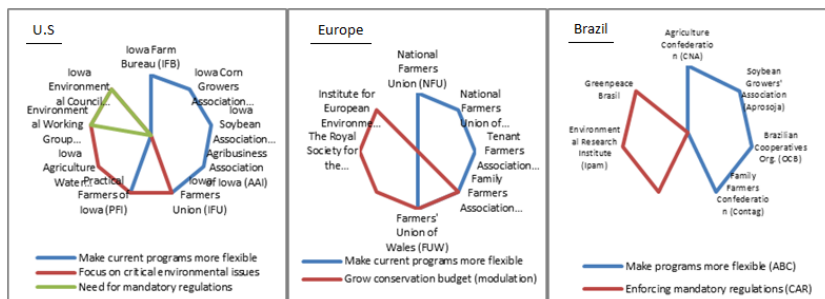 U.S
Iowa Farm
Bureau (IFB)
Iowa Corn
Growers
Association...
Iowa
Soybean
Association...
Agribusiness
Association
of Iowa (AAI)
Iowa
Farmers
Union (IFU)
Practical
Farmers of
Iowa (PFI)
Iowa
Agriculture
Water...
Environment
al Working
Group...
Iowa
Environment
al Council...
Make current programs more flexible
Focus on critical environmental issues
Need for mandatory regulations
Europe
National
Farmers
Union (NFU)
National
Farmers
Union of...
Tenant
Farmers
Association...
Family
Farmers
Association...
Farmers'
Union of
Wales (FUW)
The Royal
Society for
the...
Institute for
European
Environme...
Make current programs more flexible
Grow conservation budget (modulation)
Brazil
Agriculture
Confederatio
n (CNA)
Soybean
Growers'
Association
(Aprosoja)
Brazilian
Cooperatives
Org. (OCB)
Family
Farmers
Confederatio
n (Contag)
Environment
al Research
Institute
(Ipam)
Greenpeace
Brasil
Make programs more flexible (ABC)
Enforcing mandatory regulations (CAR)